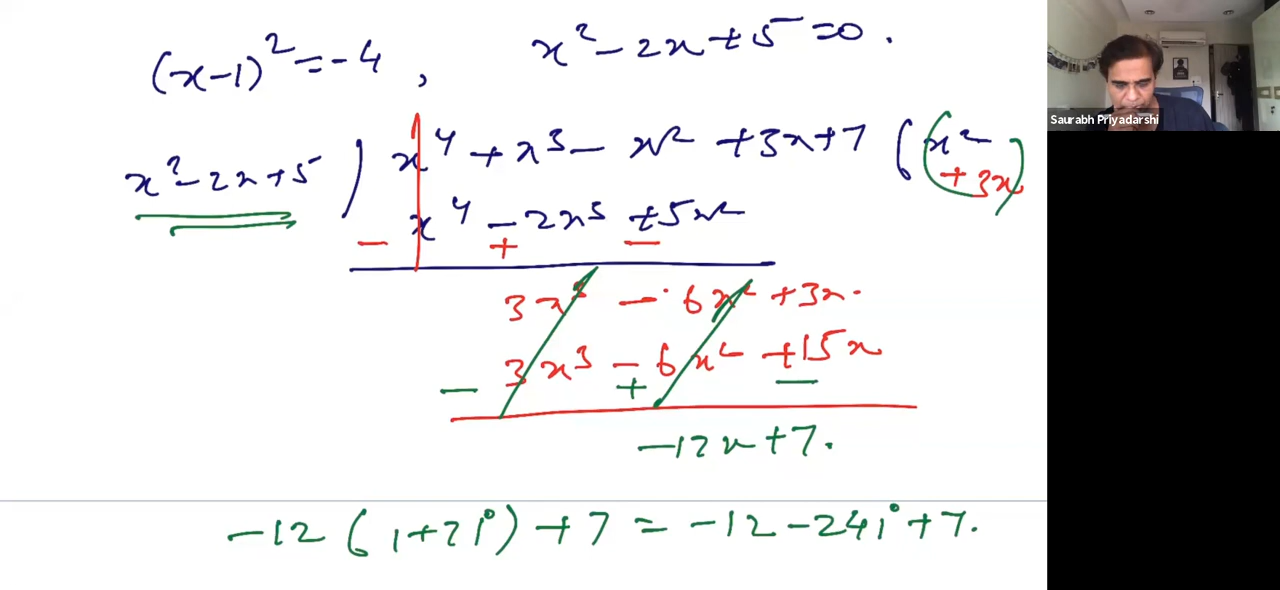 (x-1)² = -4 , x² - 2x + 5 = 0 .
Saurabh Priyadarshi
x² - 2x + 5 ) x⁴ + x³ - x² + 3x + 7 ( x²
+ 3x )
x⁴ - 2x³ + 5x²
- + -
3x³ - 6x² + 3x .
3x³ - 6x² + 15x
- + -
-12x + 7 .
-12 ( 1 + 2i ) + 7 = -12 - 24i + 7 .